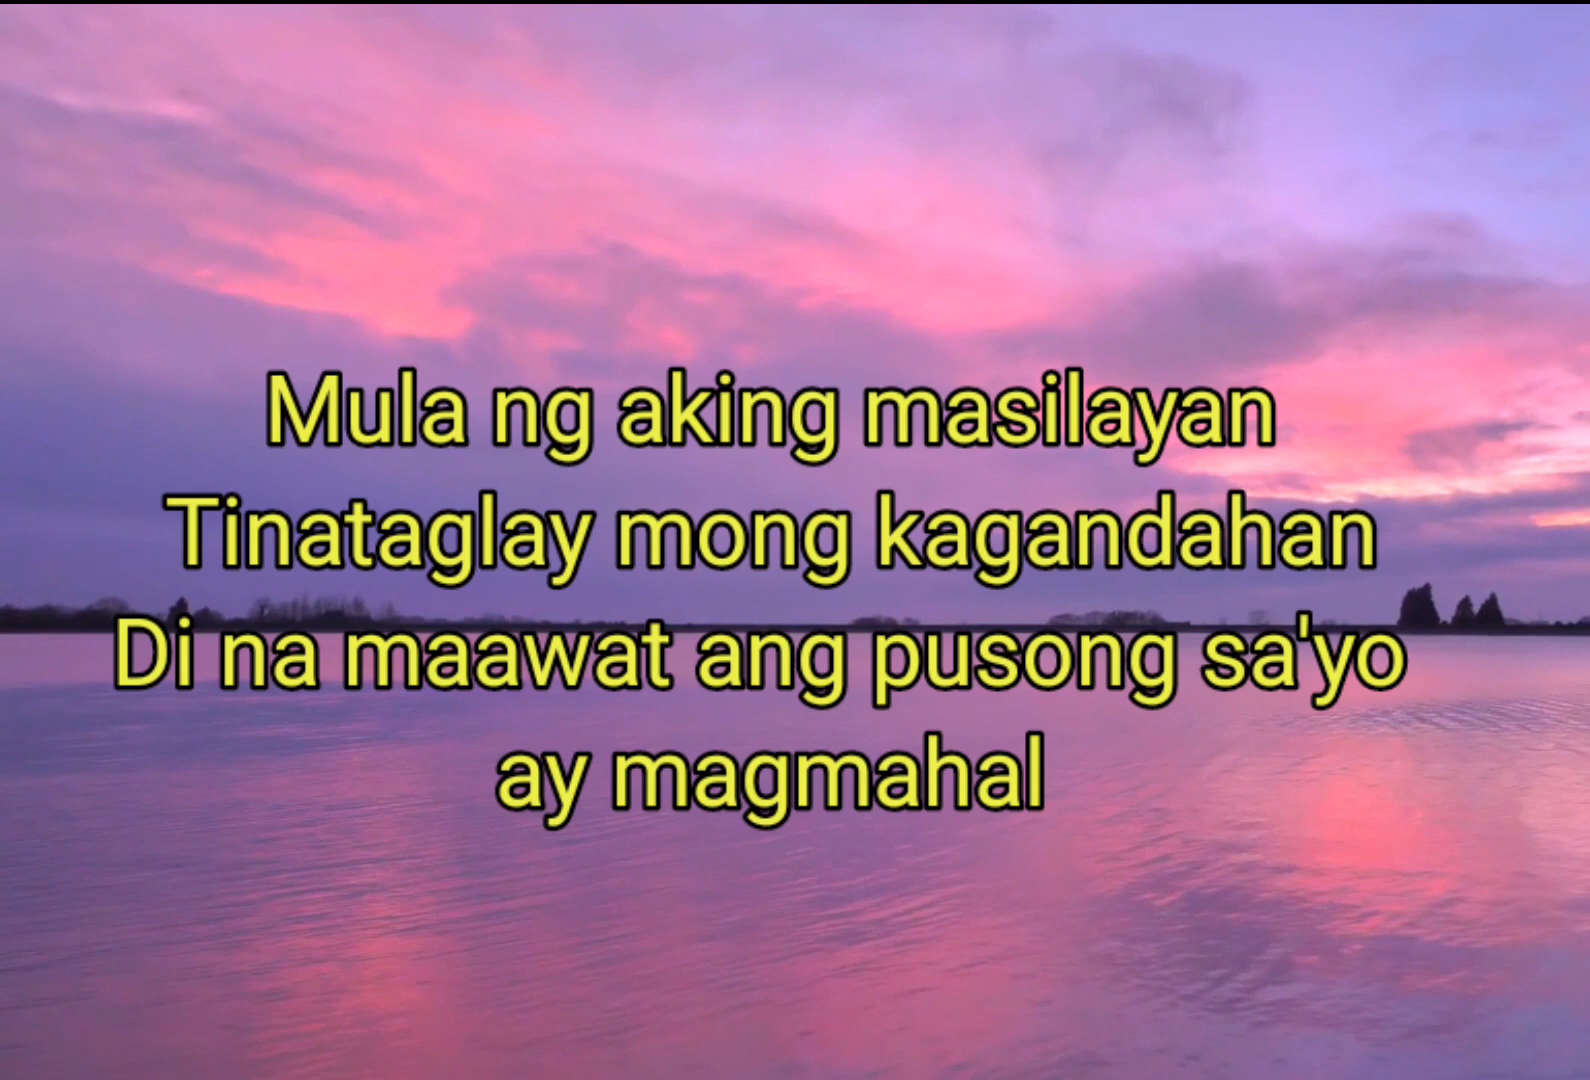 Mula ng aking masilayan
Tinataglay mong kagandahan
Di na maawat ang pusong sa'yo
ay magmahal